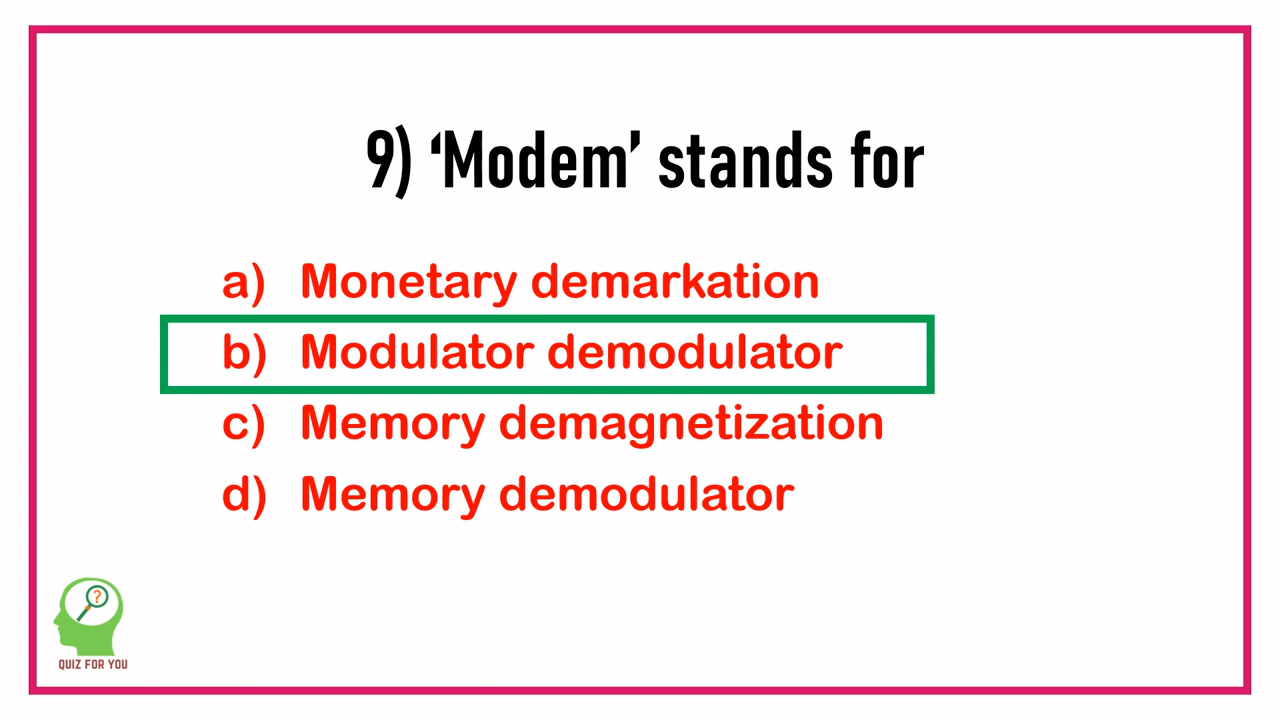 9) ‘Modem’ stands for
a) Monetary demarkation
b) Modulator demodulator
c) Memory demagnetization
d) Memory demodulator
?
QUIZ FOR YOU